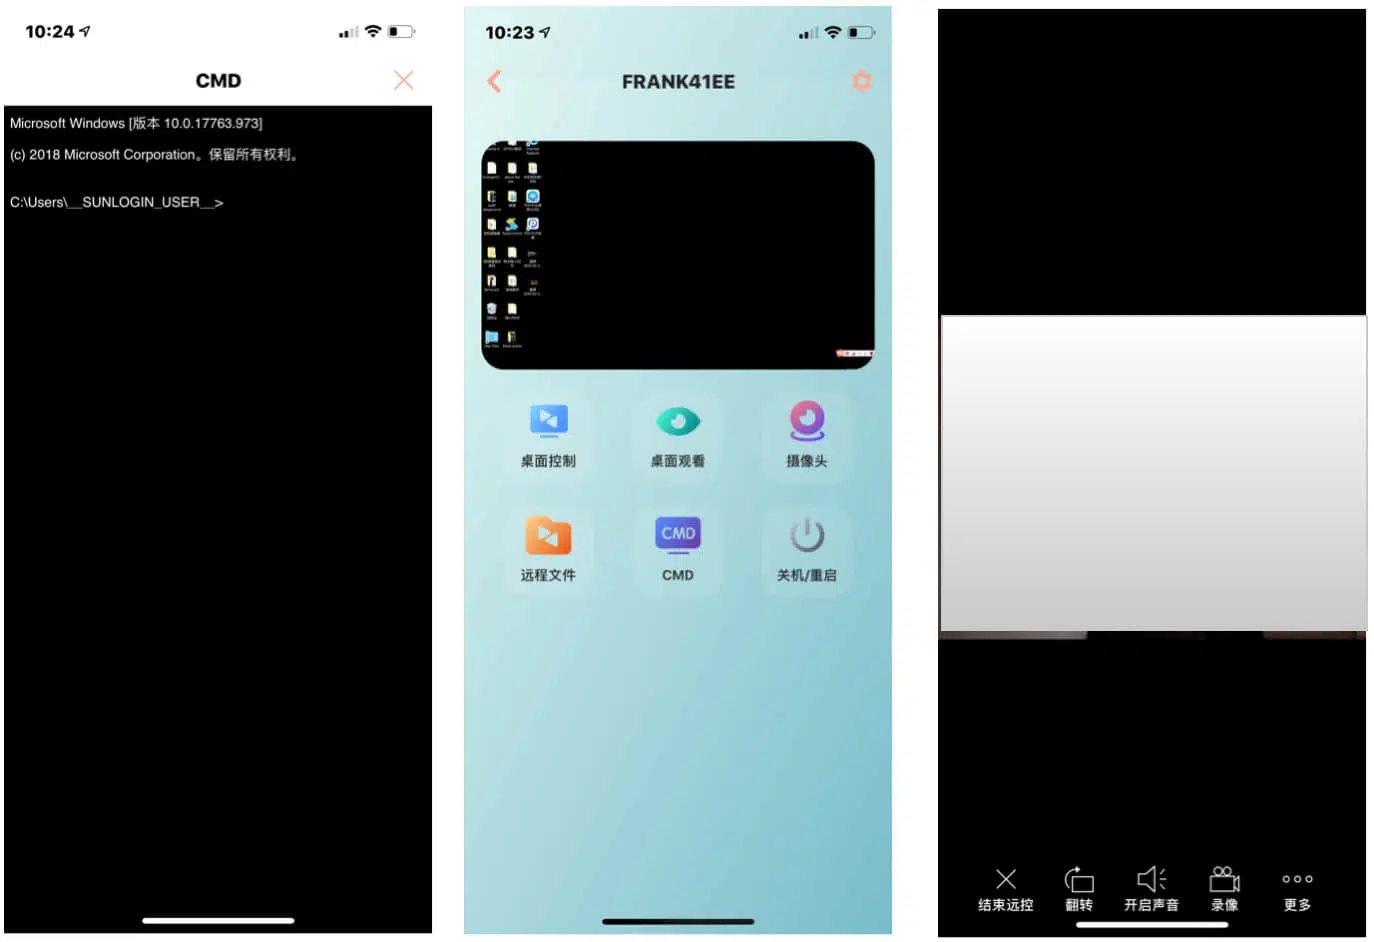 10:24
CMD
Microsoft Windows [版本 10.0.17763.973]
(c) 2018 Microsoft Corporation。保留所有权利。
C:\Users\__SUNLOGIN_USER__>
10:23
FRANK41EE
桌面控制
桌面观看
摄像头
远程文件
CMD
CMD
关机/重启
结束远控
翻转
开启声音
录像
更多